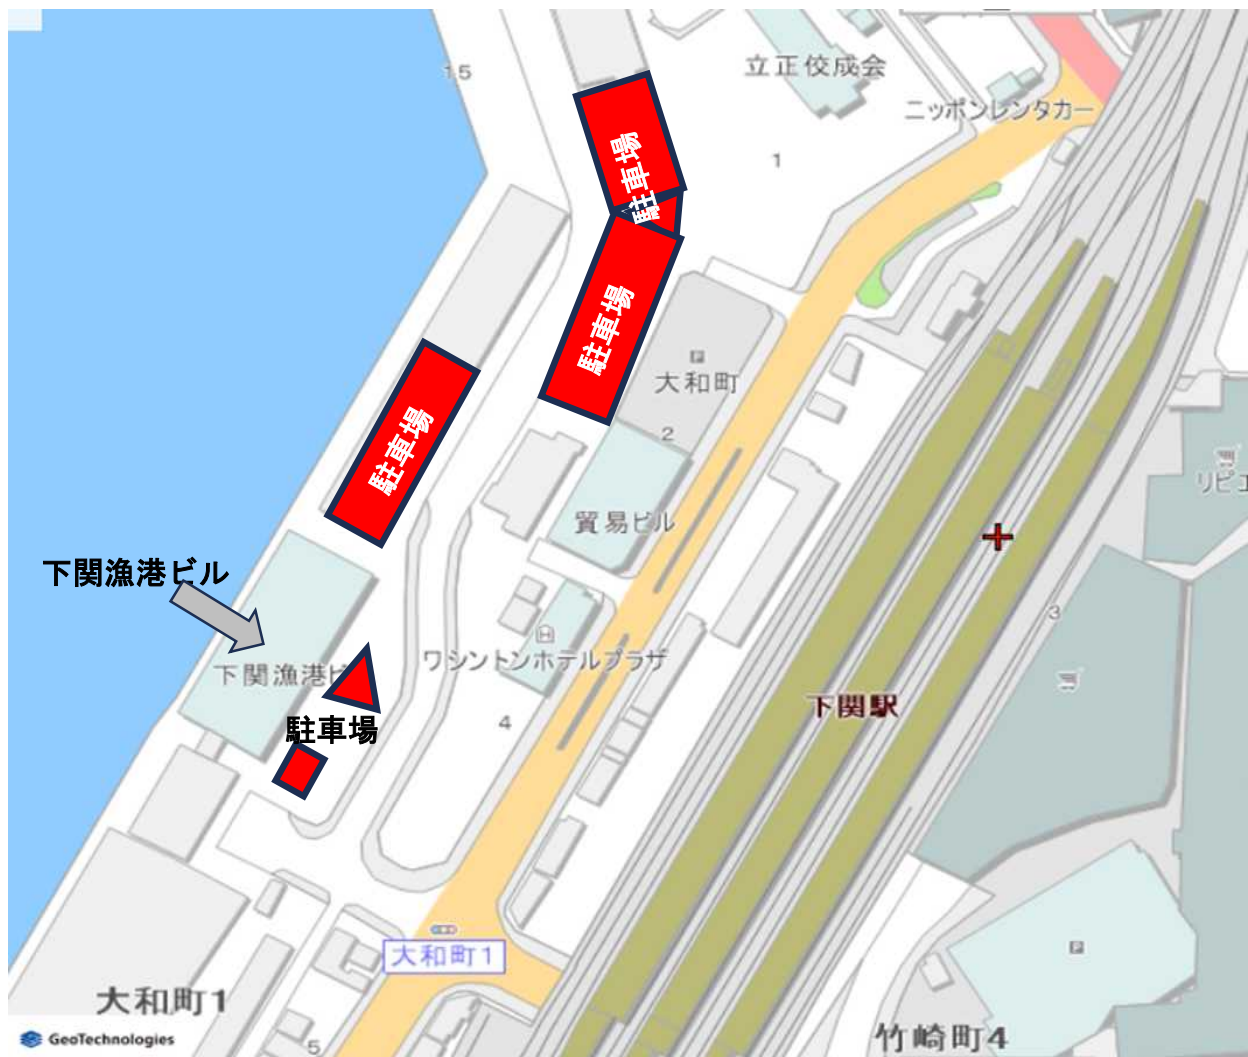 15
立正佼成会
ニッポンレンタカー
1
駐車場
駐車場
駐車場
大和町
2
駐車場
リピエ
貿易ビル
下関漁港ビル
3
H
ワシントンホテルプラザ
下関漁港ビ
下関駅
4
駐車場
P
大和町1
大和町1
竹崎町4
GeoTechnologies
5